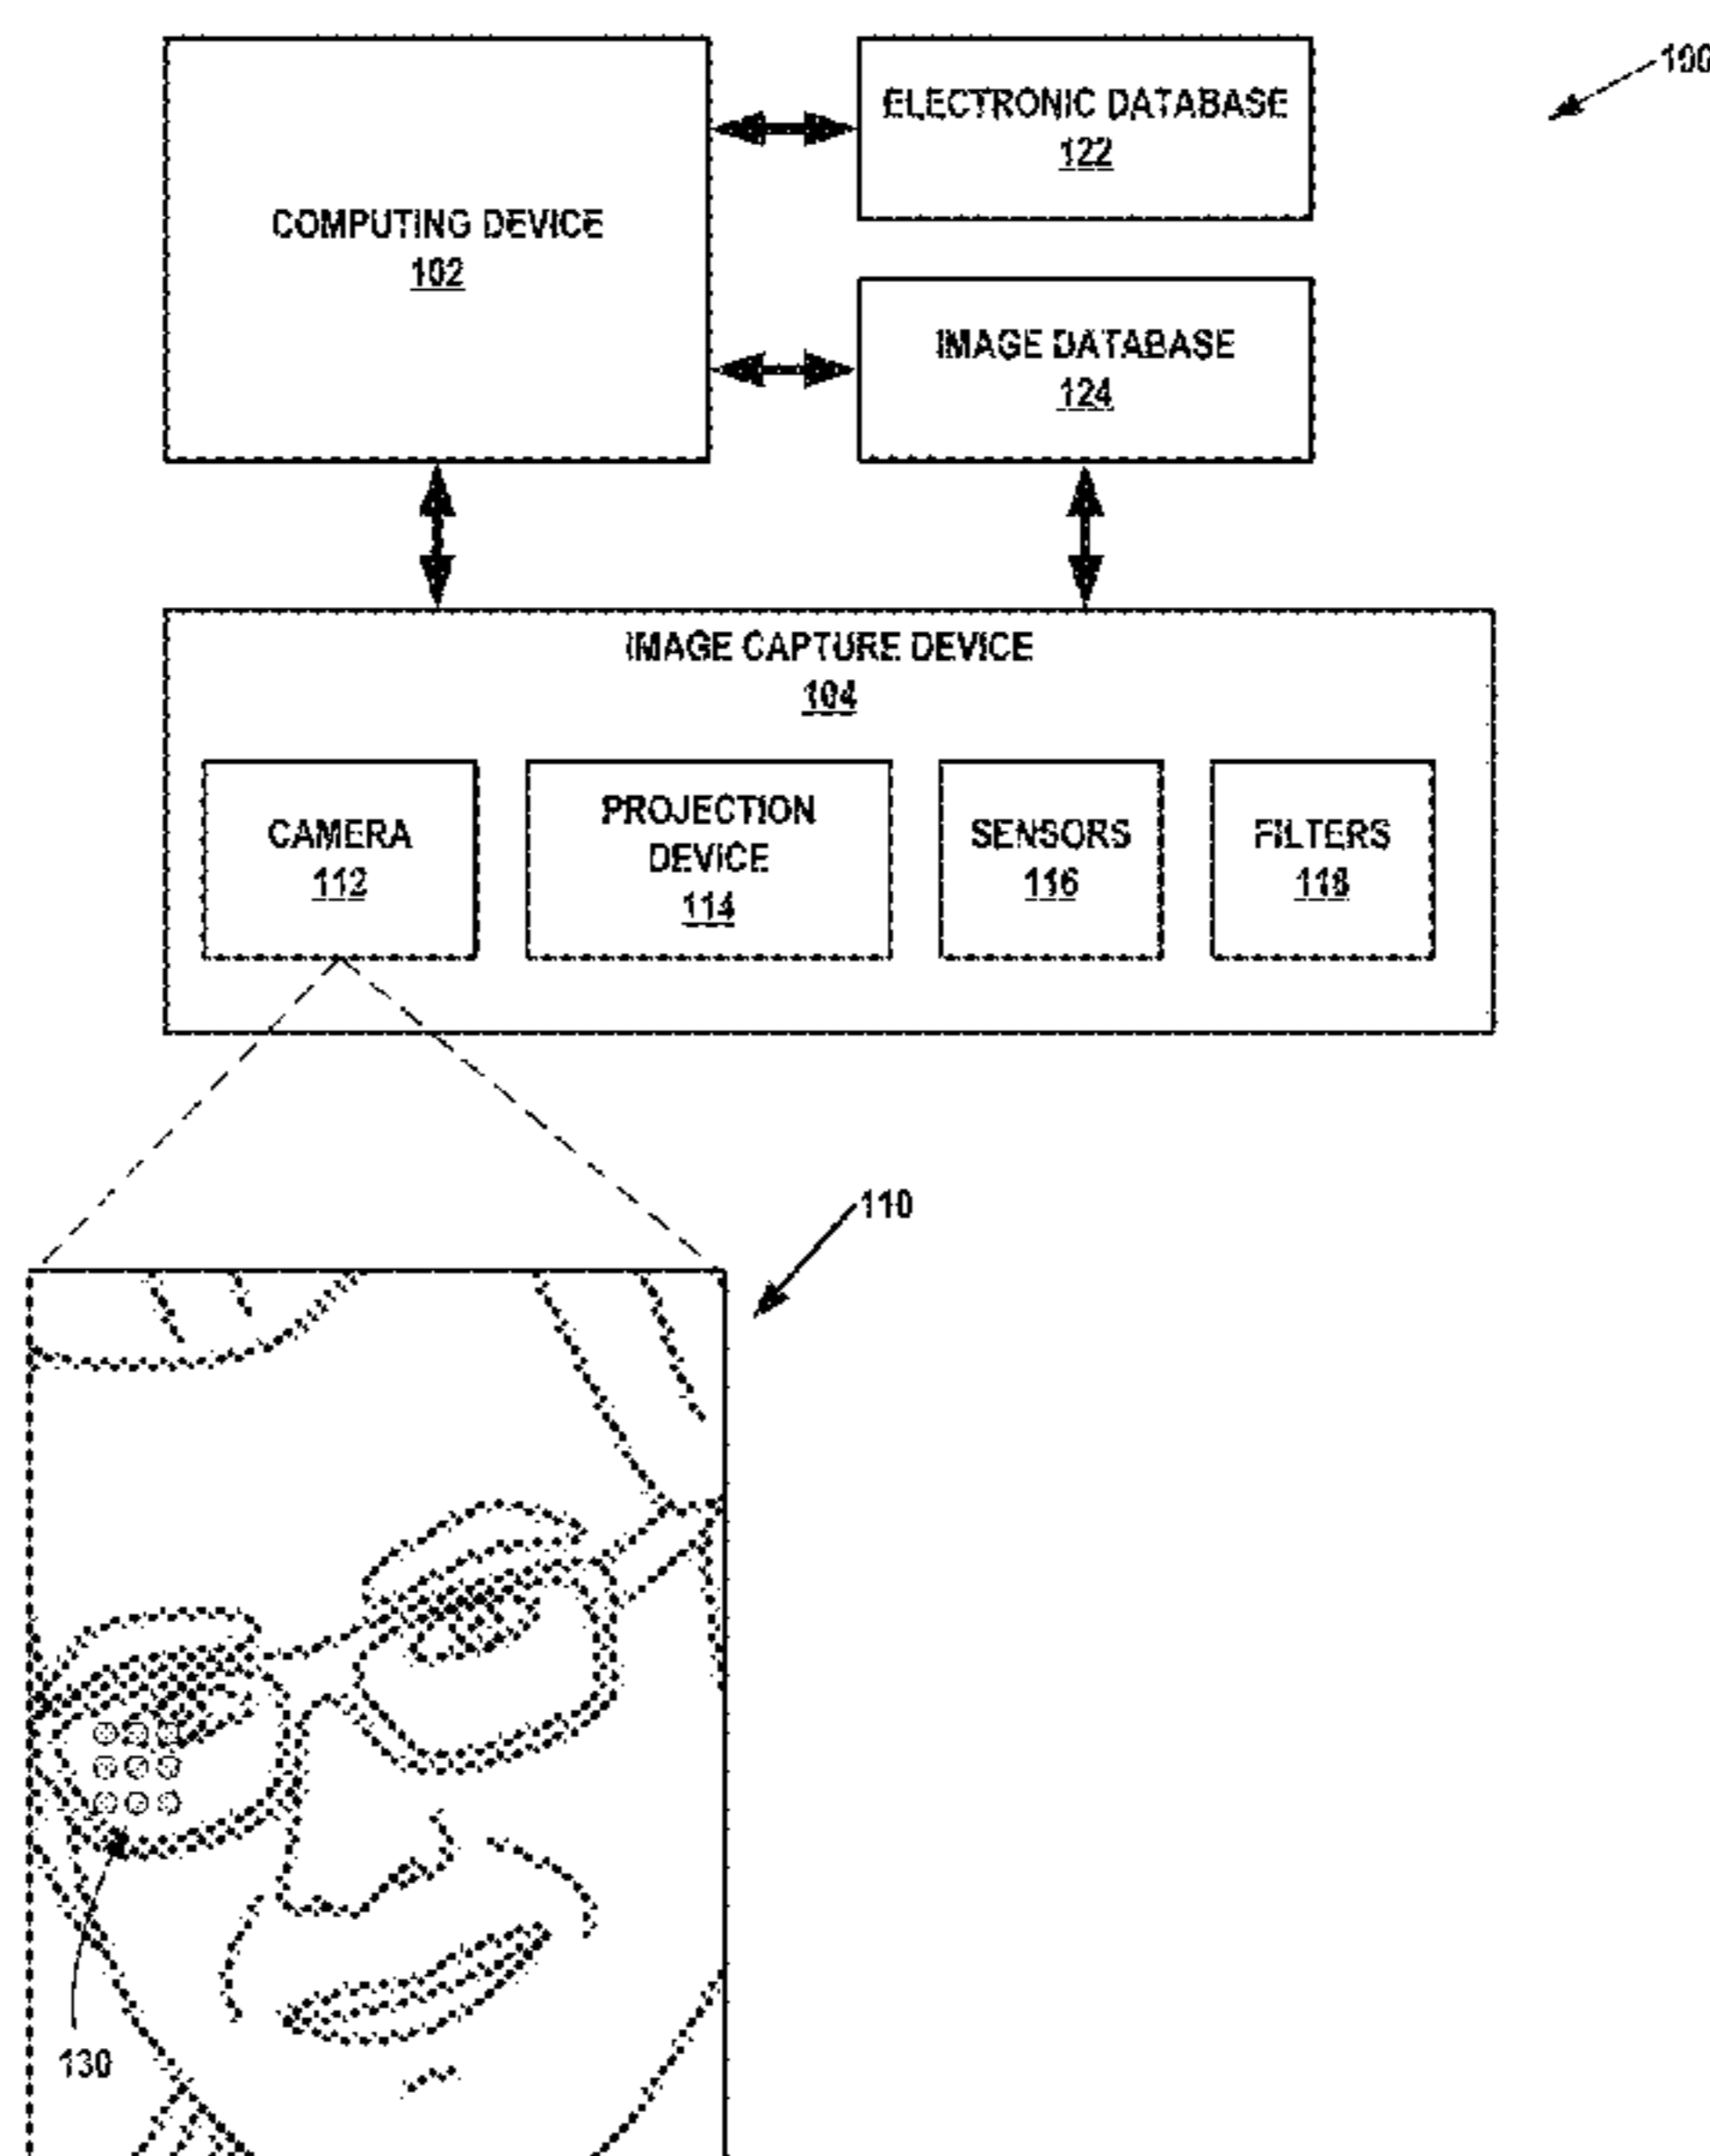 100
ELECTRONIC DATABASE
122
COMPUTING DEVICE
102
IMAGE DATABASE
124
IMAGE CAPTURE DEVICE
104
CAMERA
112
PROJECTION
DEVICE
114
SENSORS
116
FILTERS
118
110
130